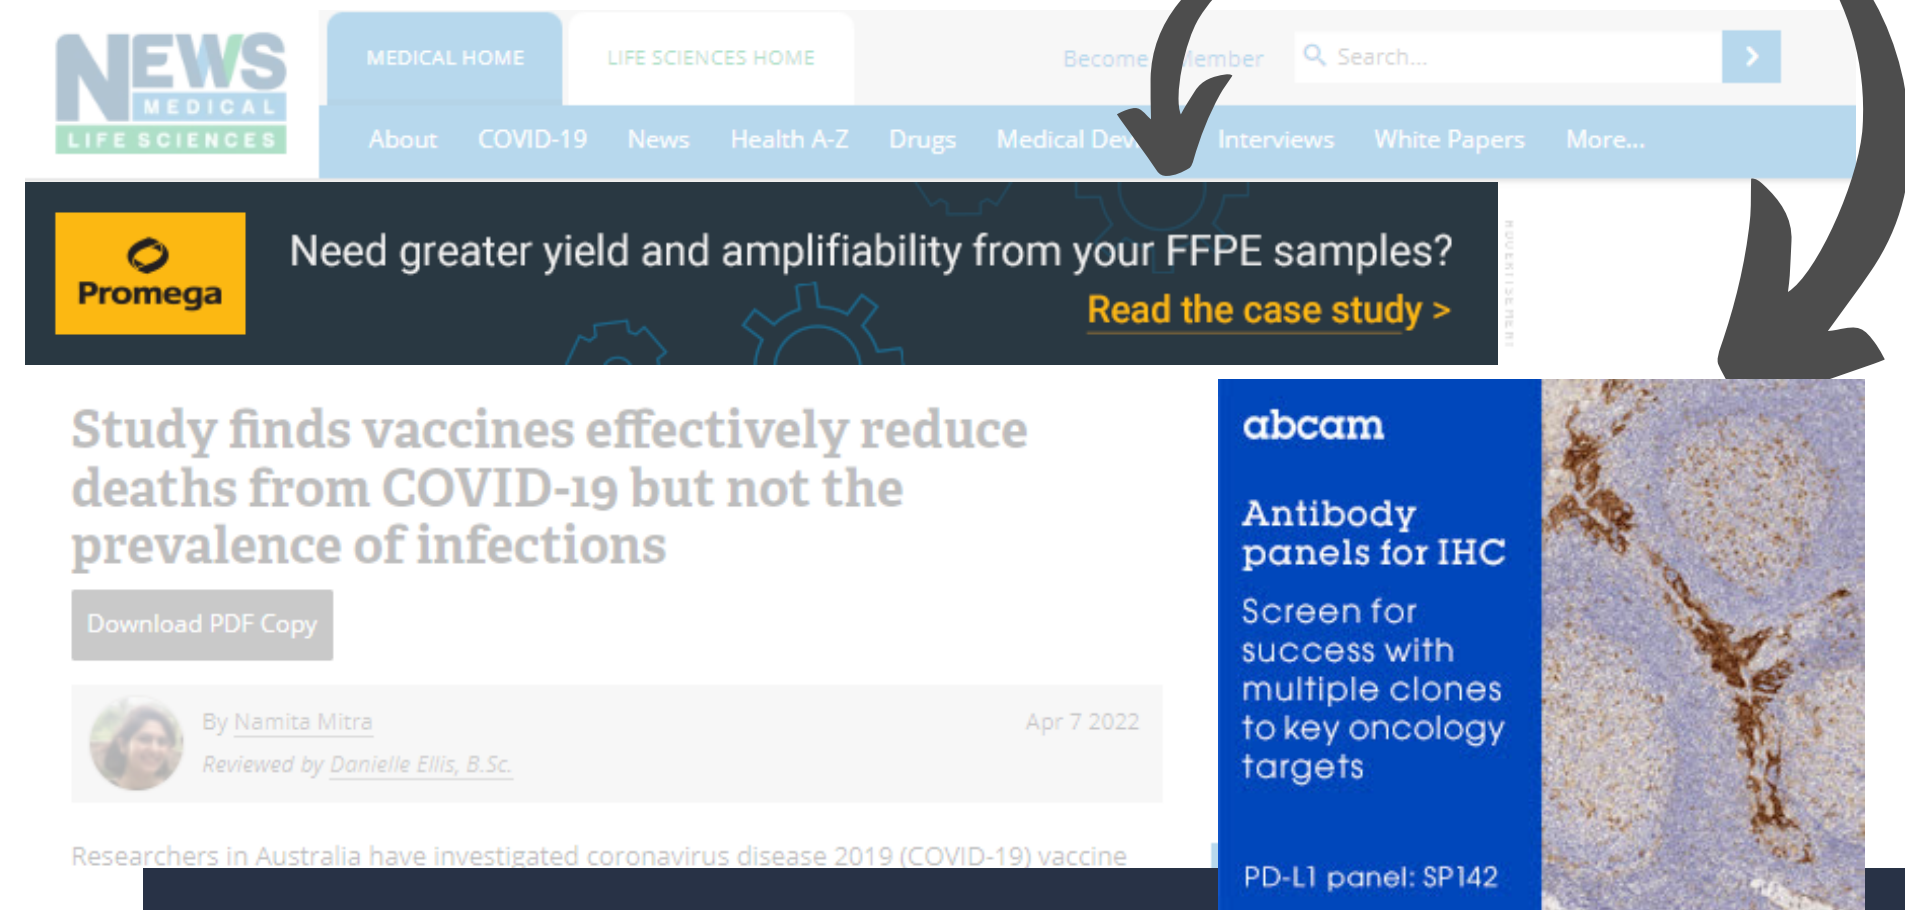 NEWS
MEDICAL
LIFE SCIENCES
MEDICAL HOME
LIFE SCIENCES HOME
Become Member
Search...
About COVID-19 News Health A-Z Drugs Medical Dev Interviews White Papers More...
Promega
Need greater yield and amplifiability from your FFPE samples?
Read the case study >
ADVERTISEMENT
Study finds vaccines effectively reduce
deaths from COVID-19 but not the
prevalence of infections
Download PDF Copy
By Namita Mitra
Apr 7 2022
Reviewed by Danielle Ellis, B.Sc.
Researchers in Australia have investigated coronavirus disease 2019 (COVID-19) vaccine
abcam
Antibody
panels for IHC
Screen for
success with
multiple clones
to key oncology
targets
PD-L1 panel: SP142